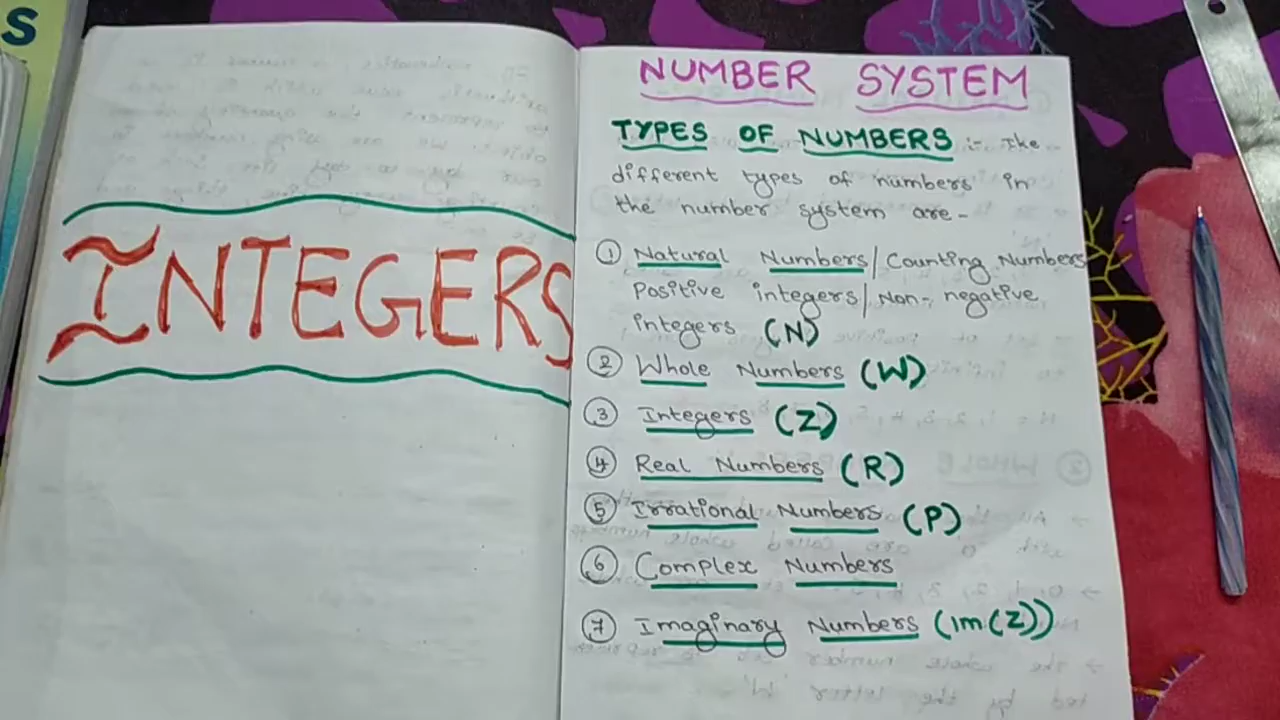 S
INTEGERS
NUMBER SYSTEM
TYPES OF NUMBERS :- The
different types of numbers in
the number system are-
① Natural Numbers/Counting Numbers
Positive integers/Non-negative
integers (N)
② Whole Numbers (W)
③ Integers (Z)
④ Real Numbers (R)
⑤ Irrational Numbers (P)
⑥ Complex Numbers
⑦ Imaginary Numbers (Im(Z))